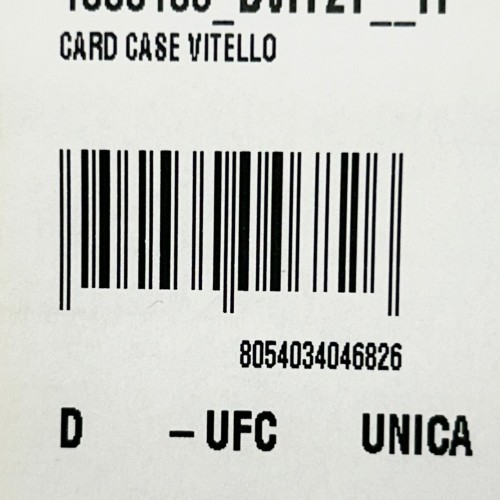 CARD CASE VITELLO
8054034046826
D – UFC UNICA